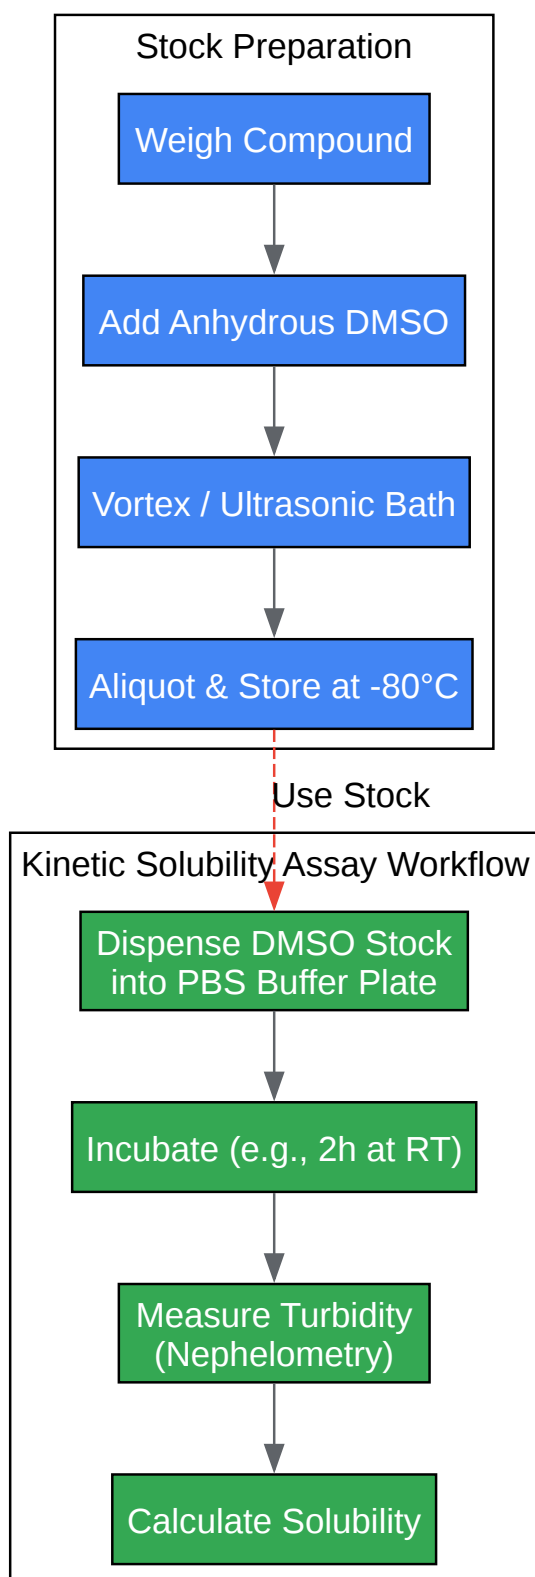 Stock Preparation
Weigh Compound
Add Anhydrous DMSO
Vortex / Ultrasonic Bath
Aliquot & Store at -80°C
Use Stock
Kinetic Solubility Assay Workflow
Dispense DMSO Stock
into PBS Buffer Plate
Incubate (e.g., 2h at RT)
Measure Turbidity
(Nephelometry)
Calculate Solubility